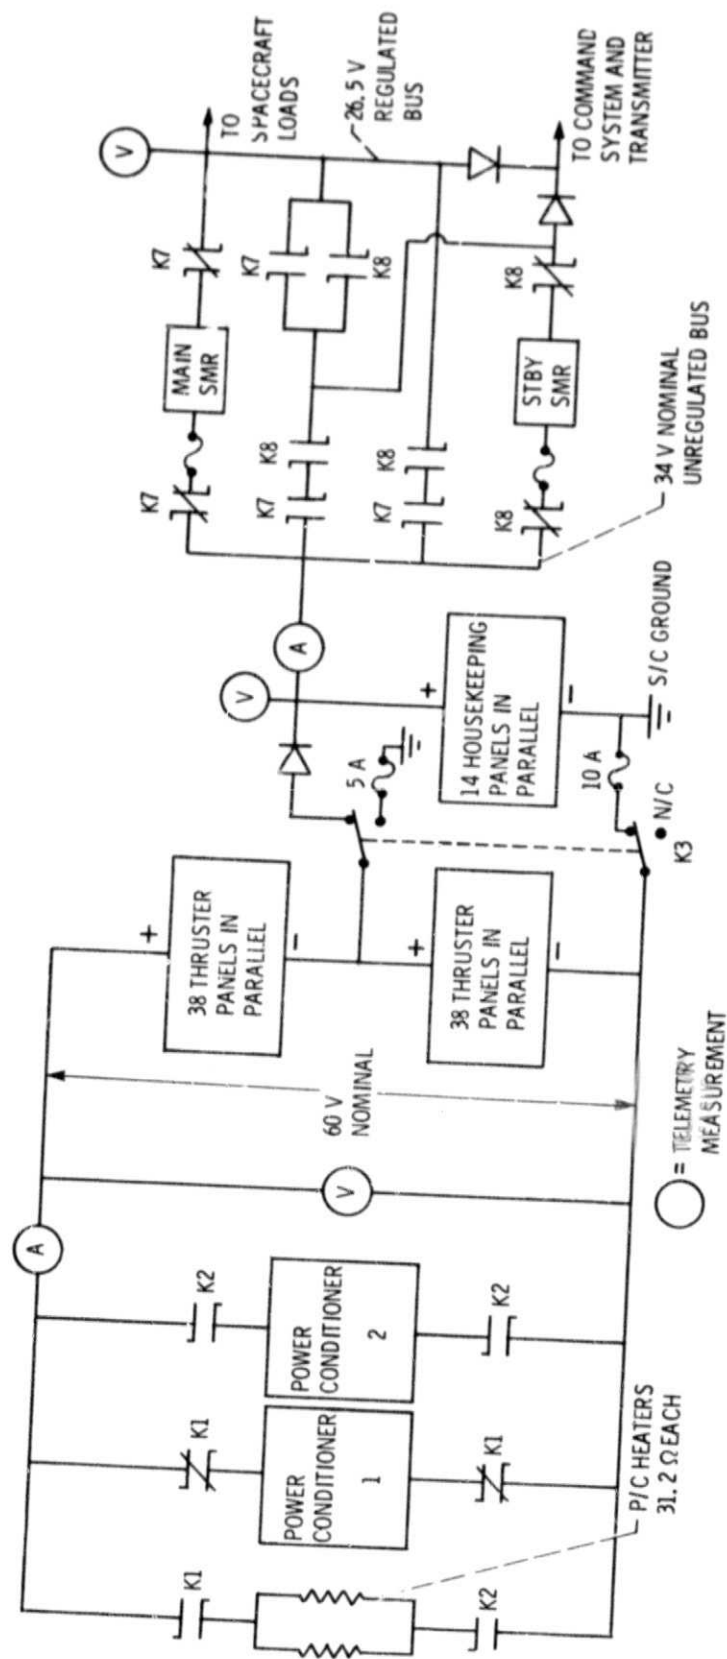 V
TO
SPACECRAFT
LOADS
26.5 V
REGULATED
BUS
TO COMMAND
SYSTEM AND
TRANSMITTER
K7
MAIN
SMR
K7
K7
K8
K7
K8
K7
K8
K8
STBY
SMR
K8
34 V NOMINAL
UNREGULATED BUS
A
V
5 A
+
14 HOUSEKEEPING
PANELS IN
PARALLEL
-
S/C GROUND
10 A
N/C
K3
+
38 THRUSTER
PANELS IN
PARALLEL
-
+
38 THRUSTER
PANELS IN
PARALLEL
-
60 V
NOMINAL
= TELEMETRY
MEASUREMENT
A
V
K2
POWER
CONDITIONER
2
K2
K1
POWER
CONDITIONER
1
K1
K1
K2
P/C HEATERS
31.2 Ω EACH